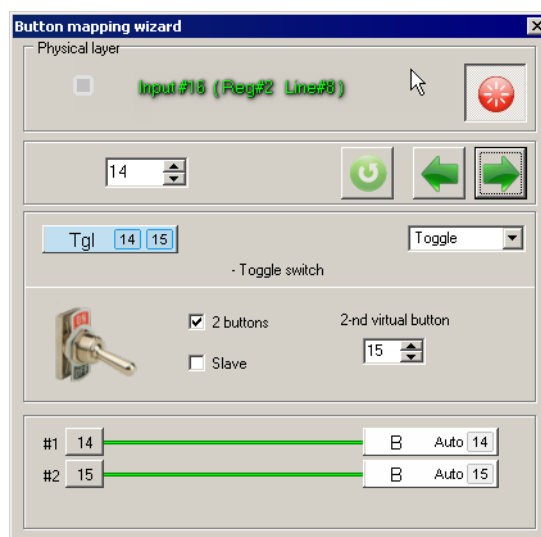 Button mapping wizard
Physical layer
Input#16 (Reg#2 Line#8)
14
Tgl 14 15
Toggle
- Toggle switch
2 buttons
2-nd virtual button
15
Slave
#1 14 B Auto 14
#2 15 B Auto 15